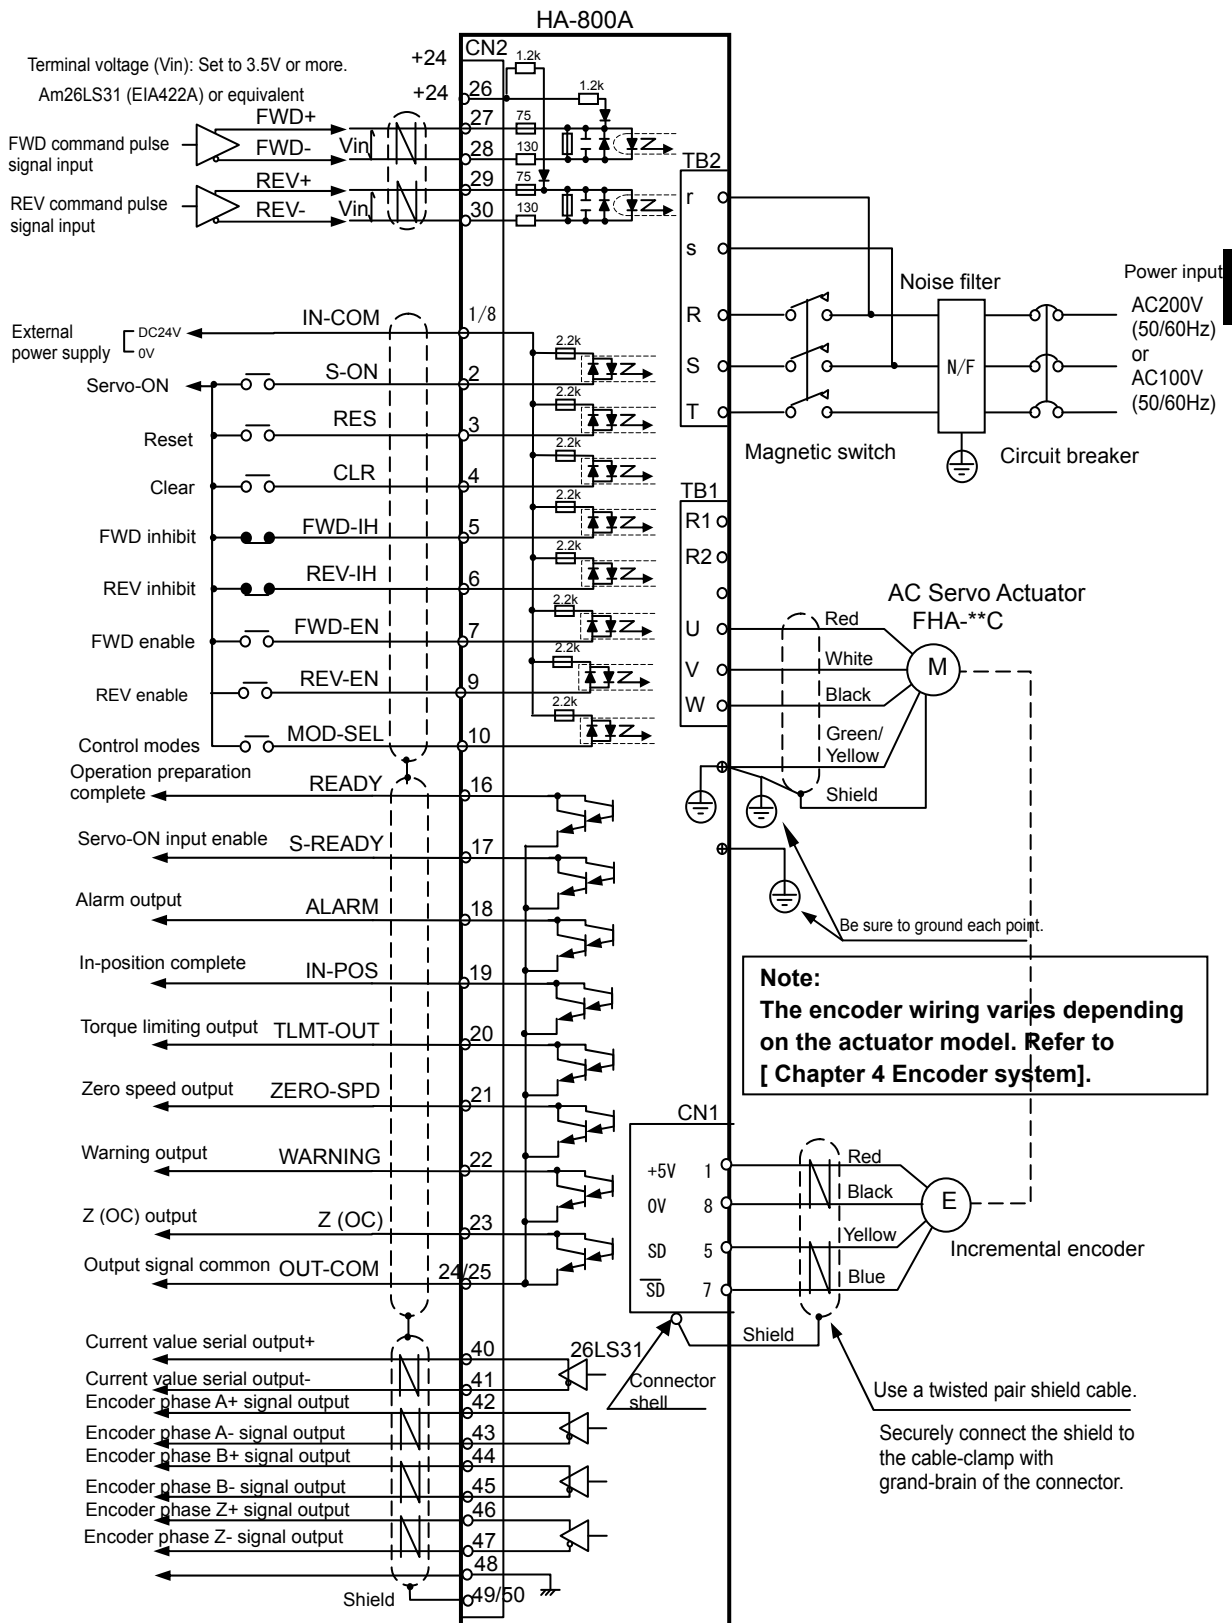 HA-800A
CN2
+24
1.2k
Terminal voltage (Vin): Set to 3.5V or more.
+24
26
1.2k
Am26LS31 (EIA422A) or equivalent
FWD+
27
75
FWD command pulse
signal input
FWD-
Vin
28
130
REV+
29
75
REV command pulse
signal input
REV-
Vin
30
130
TB2
r
s
R
S
T
Magnetic switch
Noise filter
N/F
Circuit breaker
Power input
AC200V
(50/60Hz)
or
AC100V
(50/60Hz)
External
power supply
DC24V
0V
IN-COM
1/8
2.2k
Servo-ON
S-ON
2
2.2k
Reset
RES
3
2.2k
Clear
CLR
4
2.2k
FWD inhibit
FWD-IH
5
2.2k
REV inhibit
REV-IH
6
2.2k
FWD enable
FWD-EN
7
2.2k
REV enable
REV-EN
9
2.2k
Control modes
MOD-SEL
10
TB1
R1
R2
U
V
W
Red
White
Black
Green/
Yellow
Shield
AC Servo Actuator
FHA-**C
M
Be sure to ground each point.
Operation preparation
complete
READY
16
Servo-ON input enable
S-READY
17
Alarm output
ALARM
18
In-position complete
IN-POS
19
Torque limiting output
TLMT-OUT
20
Zero speed output
ZERO-SPD
21
Warning output
WARNING
22
Z (OC) output
Z (OC)
23
Output signal common
OUT-COM
24/25
Note:
The encoder wiring varies depending
on the actuator model. Refer to
[ Chapter 4 Encoder system].
CN1
+5V 1
0V 8
SD 5
S̅D̅ 7
Red
Black
Yellow
Blue
E
Incremental encoder
Shield
Connector
shell
26LS31
Use a twisted pair shield cable.
Securely connect the shield to
the cable-clamp with
grand-brain of the connector.
Current value serial output+
40
Current value serial output-
41
Encoder phase A+ signal output
42
Encoder phase A- signal output
43
Encoder phase B+ signal output
44
Encoder phase B- signal output
45
Encoder phase Z+ signal output
46
Encoder phase Z- signal output
47
48
Shield
49/50